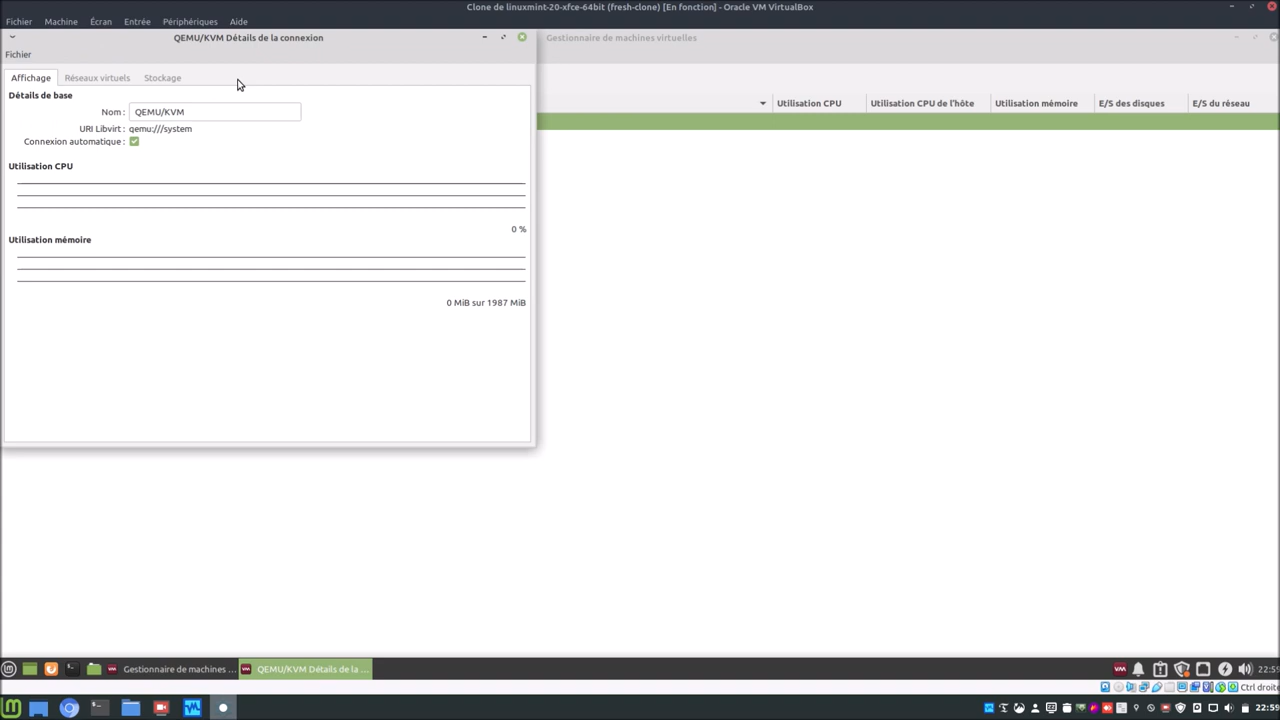 Clone de linuxmint-20-xfce-64bit (fresh-clone) [En fonction] - Oracle VM VirtualBox
Fichier Machine Écran Entrée Périphériques Aide
QEMU/KVM Détails de la connexion
Gestionnaire de machines virtuelles
Fichier
Affichage Réseaux virtuels Stockage
Détails de base
Nom : QEMU/KVM
URI Libvirt : qemu:///system
Connexion automatique :
Utilisation CPU
0 %
Utilisation mémoire
0 MiB sur 1987 MiB
Utilisation CPU Utilisation CPU de l'hôte Utilisation mémoire E/S des disques E/S du réseau
Gestionnaire de machines ... QEMU/KVM Détails de la ... 22:59
Ctrl droite
22:59